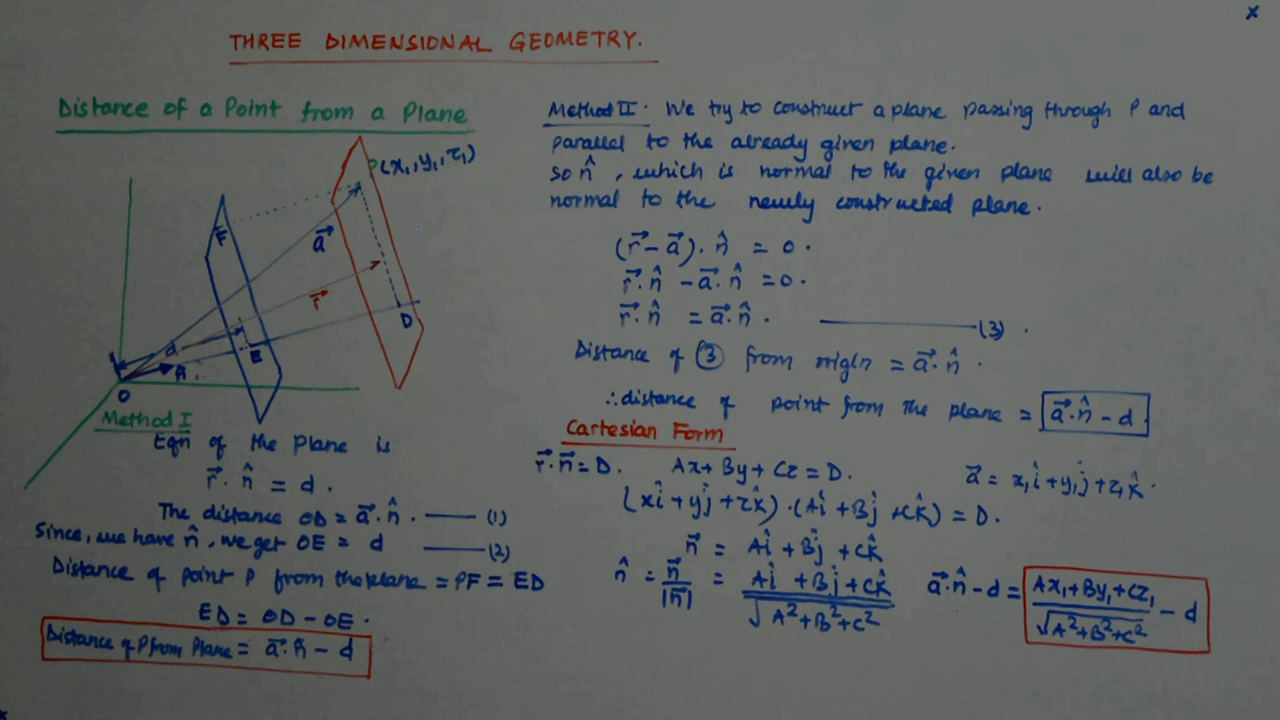 THREE DIMENSIONAL GEOMETRY.
Distance of a Point from a Plane
P(x₁, y₁, z₁)
F
a⃗
r⃗
D
d
E
n̂
O
Method I
Eqn̄ of the Plane is
r⃗. n̂ = d.
The distance OD = a⃗.n̂. —— (1)
Since, we have n̂, we get OE = d —— (2)
Distance of point P from the plane = PF = ED
ED = OD - OE.
Distance of P from Plane = a⃗.n̂ - d
Method II. We try to construct a plane passing through P and
parallel to the already given plane.
So n̂, which is normal to the given plane will also be
normal to the newly constructed plane.
(r⃗ - a⃗). n̂ = 0.
r⃗. n̂ - a⃗. n̂ = 0.
r⃗. n̂ = a⃗. n̂. ——(3).
Distance of ③ from origin = a⃗. n̂.
∴ distance of point from the plane = a⃗.n̂ - d.
Cartesian Form
r⃗. n⃗ = D. Ax + By + Cz = D. a⃗ = x₁î + y₁ĵ + z₁k̂.
(xî + yĵ + zk̂).(Aî + Bĵ + Ck̂) = D.
n⃗ = Aî + Bĵ + Ck̂
n̂ = n⃗/|n⃗| = (Aî + Bĵ + Ck̂)/√(A² + B² + C²) a⃗.n̂ - d = (Ax₁ + By₁ + Cz₁)/√(A² + B² + C²) - d